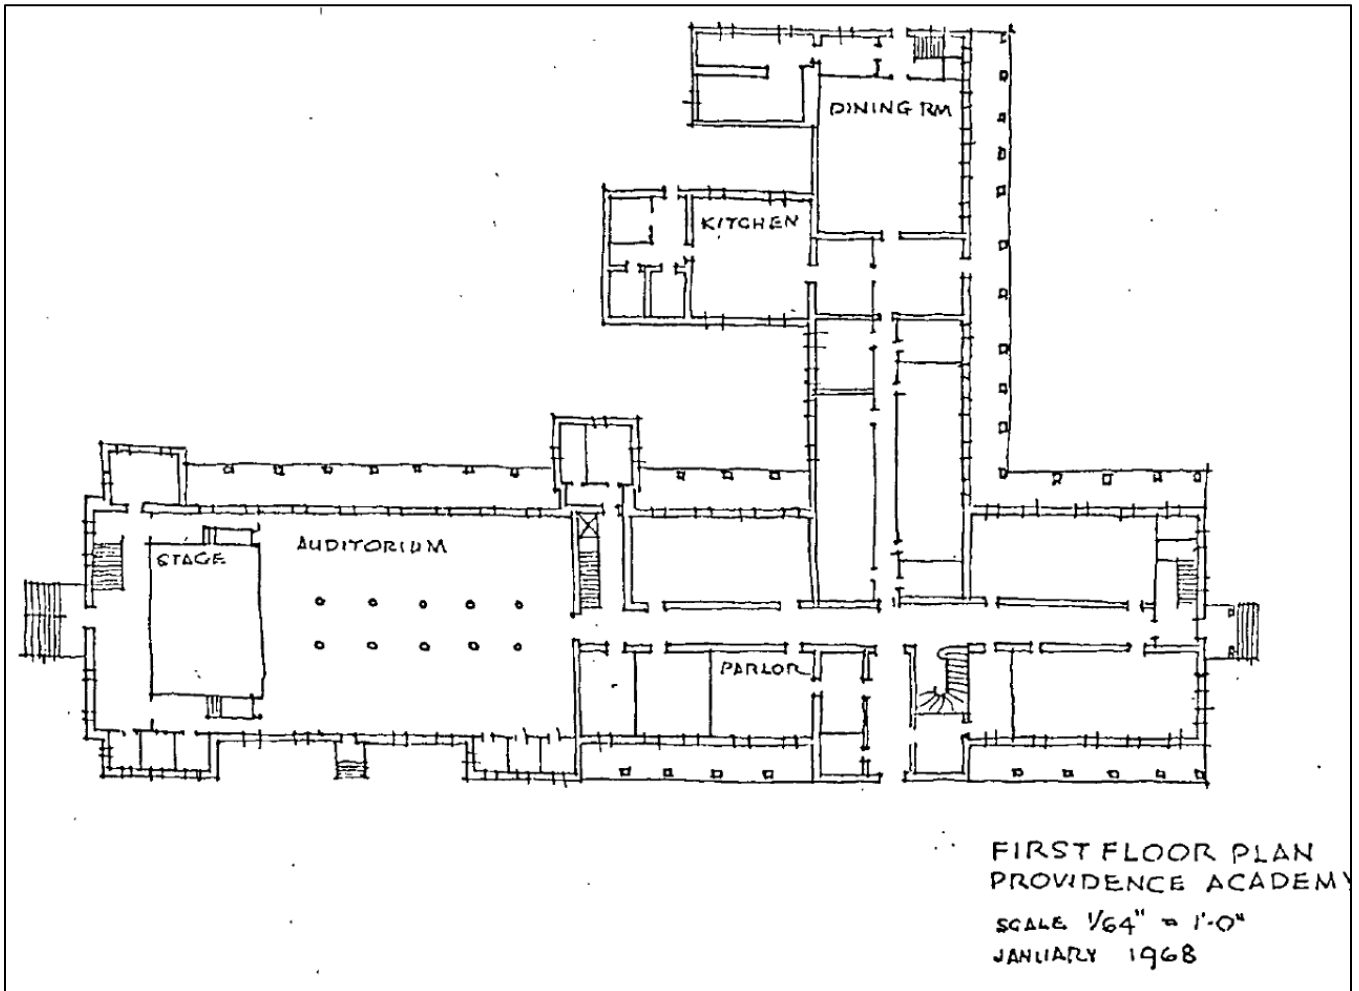 DINING RM
KITCHEN
STAGE
AUDITORIUM
PARLOR
FIRST FLOOR PLAN
PROVIDENCE ACADEMY
SCALE 1/64" = 1'-0"
JANUARY 1968